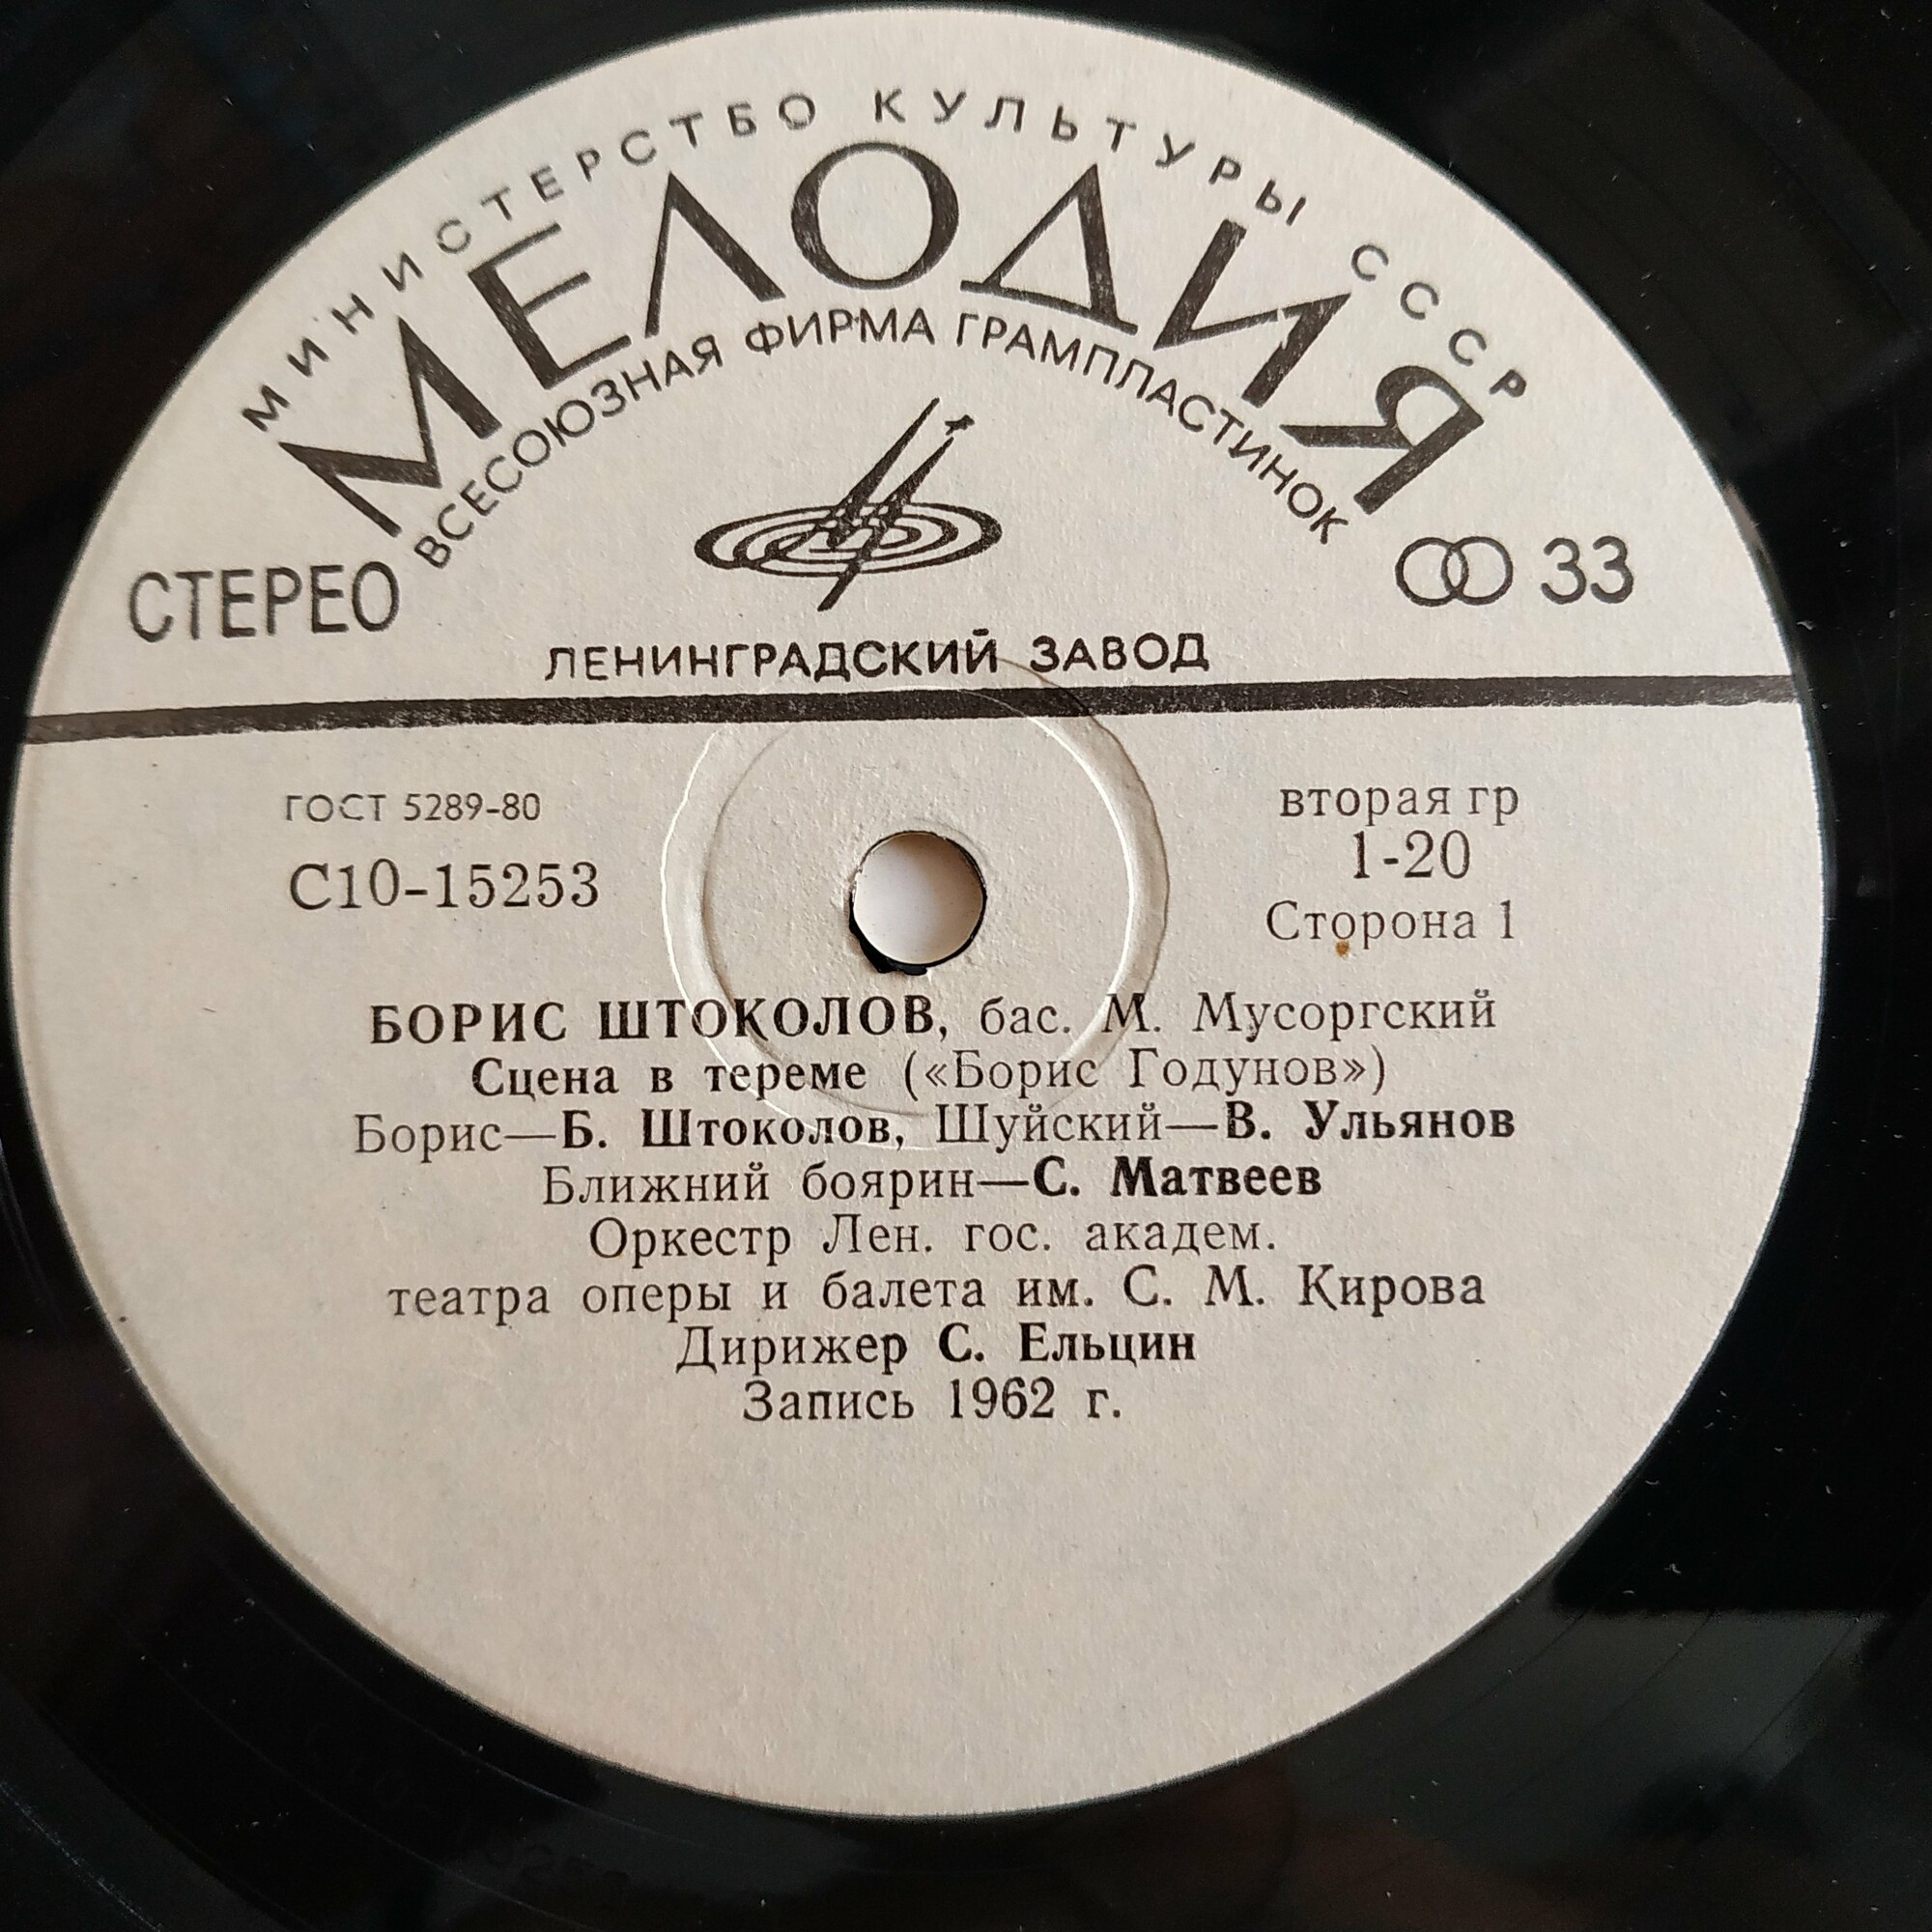 МИНИСТЕРСТВО КУЛЬТУРЫ СССР
МЕЛОДИЯ
ВСЕСОЮЗНАЯ ФИРМА ГРАМПЛАСТИНОК
СТЕРЕО
33
ЛЕНИНГРАДСКИЙ ЗАВОД
ГОСТ 5289-80
вторая гр
С10-15253
1-20
Сторона 1
БОРИС ШТОКОЛОВ, бас. М. Мусоргский
Сцена в тереме («Борис Годунов»)
Борис—Б. Штоколов, Шуйский—В. Ульянов
Ближний боярин—С. Матвеев
Оркестр Лен. гос. академ.
театра оперы и балета им. С. М. Кирова
Дирижер С. Ельцин
Запись 1962 г.